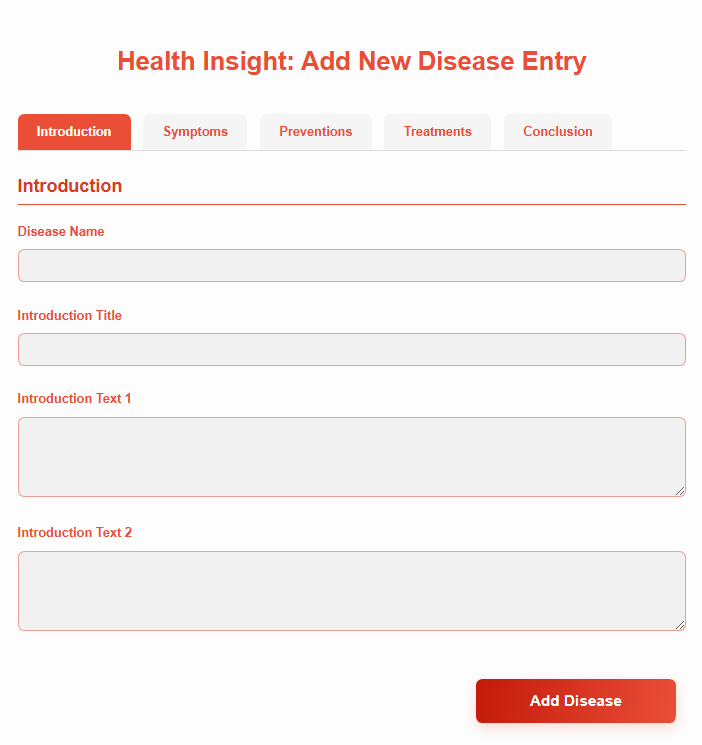 Health Insight: Add New Disease Entry
Introduction Symptoms Preventions Treatments Conclusion
Introduction
Disease Name
Introduction Title
Introduction Text 1
Introduction Text 2
Add Disease